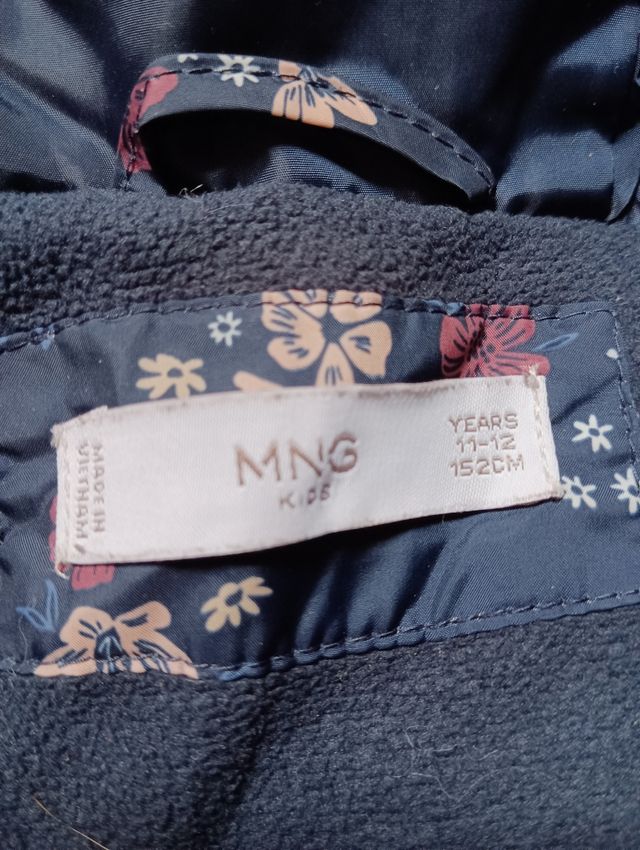 MNG
KIDS
YEARS
11-12
152CM
MADE IN
VIETNAM /